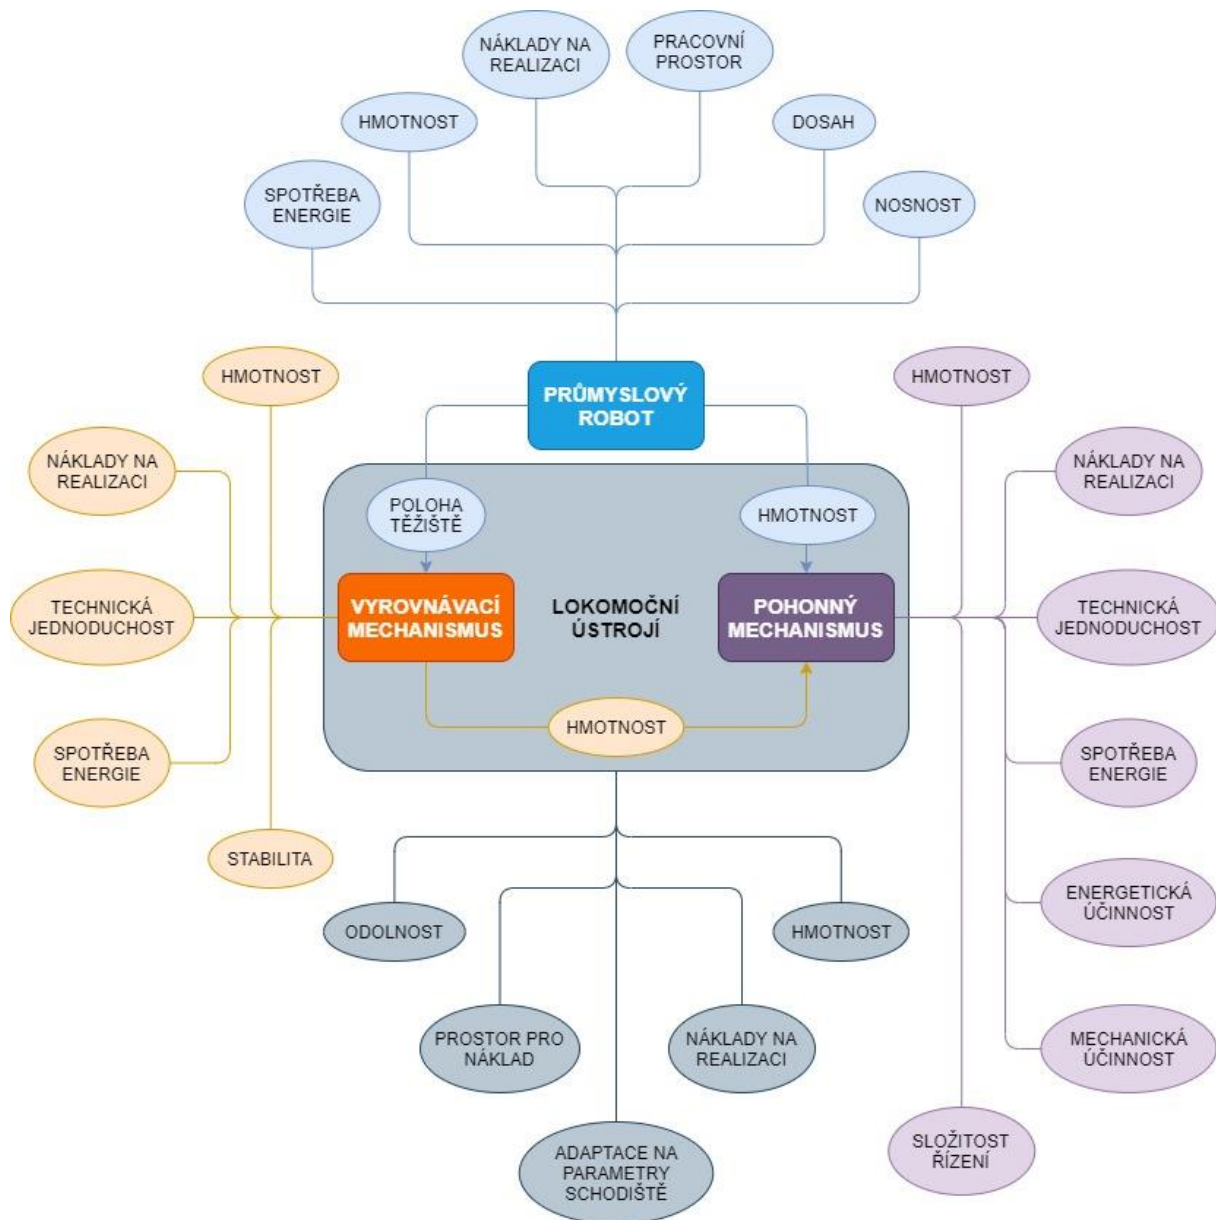 NÁKLADY NA
REALIZACI
PRACOVNÍ
PROSTOR
HMOTNOST
DOSAH
SPOTŘEBA
ENERGIE
NOSNOST
HMOTNOST
PRŮMYSLOVÝ
ROBOT
HMOTNOST
NÁKLADY NA
REALIZACI
POLOHA
TĚŽIŠTĚ
HMOTNOST
NÁKLADY NA
REALIZACI
TECHNICKÁ
JEDNODUCHOST
VYROVNÁVACÍ
MECHANISMUS
LOKOMOČNÍ
ÚSTROJÍ
POHONNÝ
MECHANISMUS
TECHNICKÁ
JEDNODUCHOST
SPOTŘEBA
ENERGIE
HMOTNOST
SPOTŘEBA
ENERGIE
STABILITA
ODOLNOST
HMOTNOST
ENERGETICKÁ
ÚČINNOST
PROSTOR PRO
NÁKLAD
NÁKLADY NA
REALIZACI
MECHANICKÁ
ÚČINNOST
ADAPTACE NA
PARAMETRY
SCHODIŠTĚ
SLOŽITOST
ŘÍZENÍ